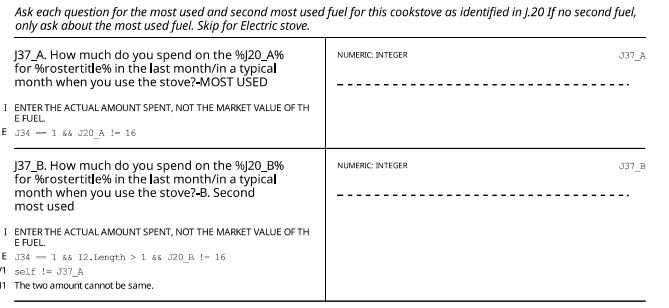 Ask each question for the most used and second most used fuel for this cookstove as identified in J.20 If no second fuel,
only ask about the most used fuel. Skip for Electric stove.
J37_A. How much do you spend on the %J20_A%
for %rostertitle% in the last month/in a typical
month when you use the stove?-MOST USED
NUMERIC: INTEGER
J37_A
I ENTER THE ACTUAL AMOUNT SPENT, NOT THE MARKET VALUE OF TH
E FUEL.
E J34 == 1 && J20_A != 16
J37_B. How much do you spend on the %J20_B%
for %rostertitle% in the last month/in a typical
month when you use the stove?-B. Second
most used
NUMERIC: INTEGER
J37_B
I ENTER THE ACTUAL AMOUNT SPENT, NOT THE MARKET VALUE OF TH
E FUEL.
E J34 == 1 && I2.Length > 1 && J20_B != 16
V1 self != J37_A
M1 The two amount cannot be same.